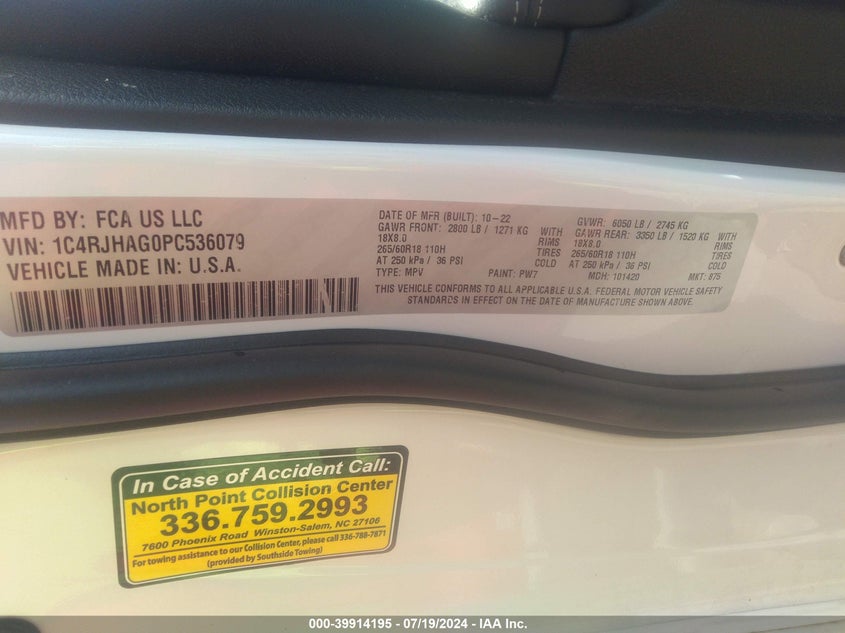 MFD BY: FCA US LLC
VIN: 1C4RJHAG0PC536079
VEHICLE MADE IN: U.S.A.
DATE OF MFR (BUILT): 10-22 GVWR: 6050 LB / 2745 KG
GAWR FRONT: 2800 LB / 1271 KG WITH GAWR REAR: 3350 LB / 1520 KG WITH
18X8.0 RIMS 18X8.0 RIMS
265/60R18 110H TIRES 265/60R18 110H TIRES
AT 250 kPa / 36 PSI COLD AT 250 kPa / 36 PSI COLD
TYPE: MPV PAINT: PW7 MDH: 101420 MKT: 875
THIS VEHICLE CONFORMS TO ALL APPLICABLE U.S.A. FEDERAL MOTOR VEHICLE SAFETY
STANDARDS IN EFFECT ON THE DATE OF MANUFACTURE SHOWN ABOVE.
In Case of Accident Call:
North Point Collision Center
336.759.2993
7600 Phoenix Road Winston-Salem, NC 27106
For towing assistance to our Collision Center, please call 336-788-7871
(provided by Southside Towing)
000-39914195 - 07/19/2024 - IAA Inc.